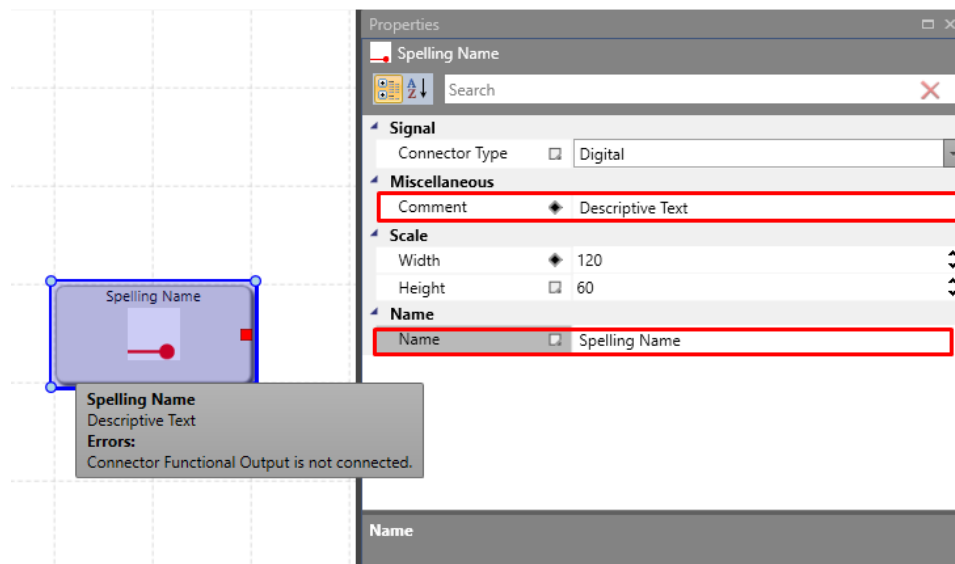 Properties
Spelling Name
Search
Signal
Connector Type Digital
Miscellaneous
Comment Descriptive Text
Scale
Width 120
Height 60
Name
Name Spelling Name
Name
Spelling Name
Spelling Name
Descriptive Text
Errors:
Connector Functional Output is not connected.